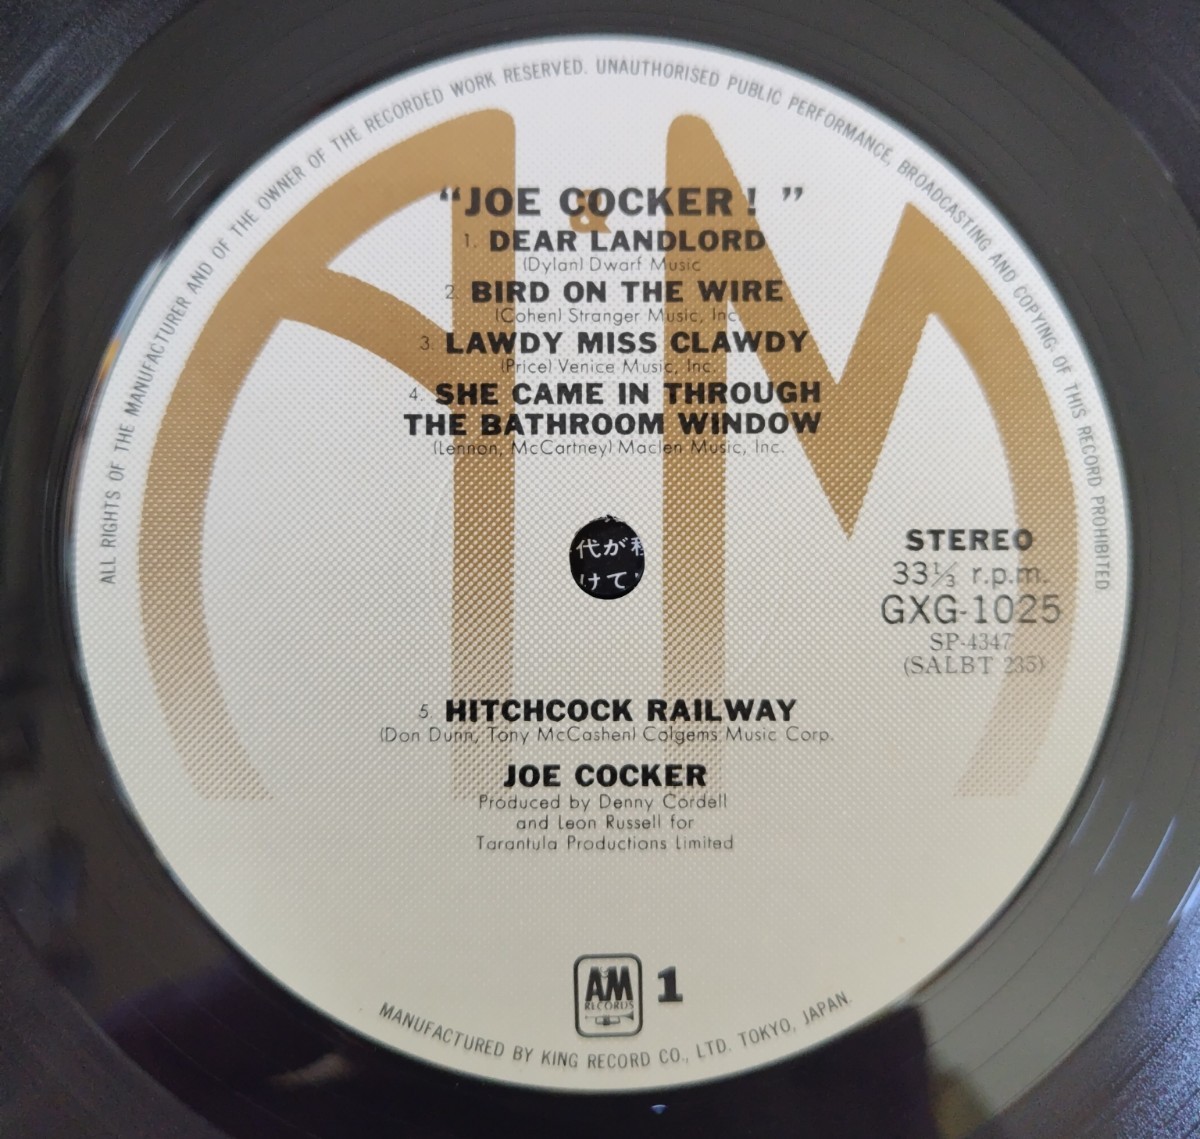 ALL RIGHTS OF THE MANUFACTURER AND OF THE OWNER OF THE RECORDED WORK RESERVED. UNAUTHORISED PUBLIC PERFORMANCE, BROADCASTING AND COPYING OF THIS RECORD PROHIBITED
&
“JOE COCKER! ”
1. DEAR LANDLORD
(Dylan) Dwarf Music
2. BIRD ON THE WIRE
(Cohen) Stranger Music, Inc.
3. LAWDY MISS CLAWDY
(Price) Venice Music, Inc.
4. SHE CAME IN THROUGH
THE BATHROOM WINDOW
(Lennon, McCartney) Maclen Music, Inc.
代が
けて
STEREO
33⅓ r.p.m.
GXG-1025
SP-4347
(SALBT 235)
5. HITCHCOCK RAILWAY
(Don Dunn, Tony McCashen) Colgems Music Corp.
JOE COCKER
Produced by Denny Cordell
and Leon Russell for
Tarantula Productions Limited
A&M
RECORDS
1
MANUFACTURED BY KING RECORD CO., LTD. TOKYO, JAPAN.